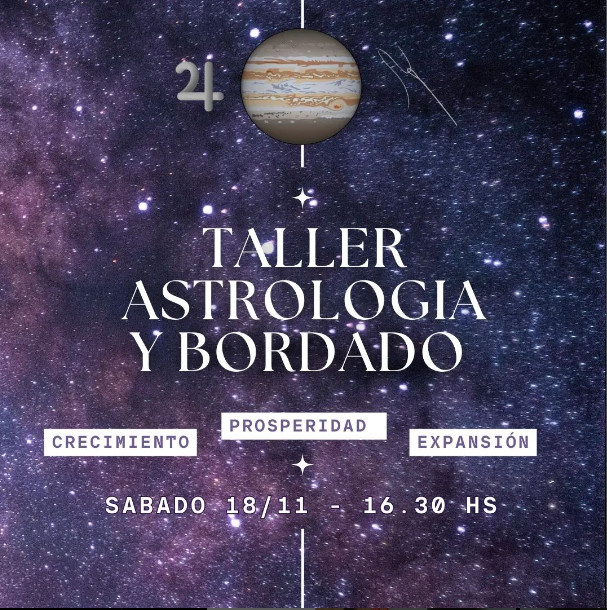 TALLER
ASTROLOGIA
Y BORDADO
CRECIMIENTO
PROSPERIDAD
EXPANSIÓN
SABADO 18/11 - 16.30 HS